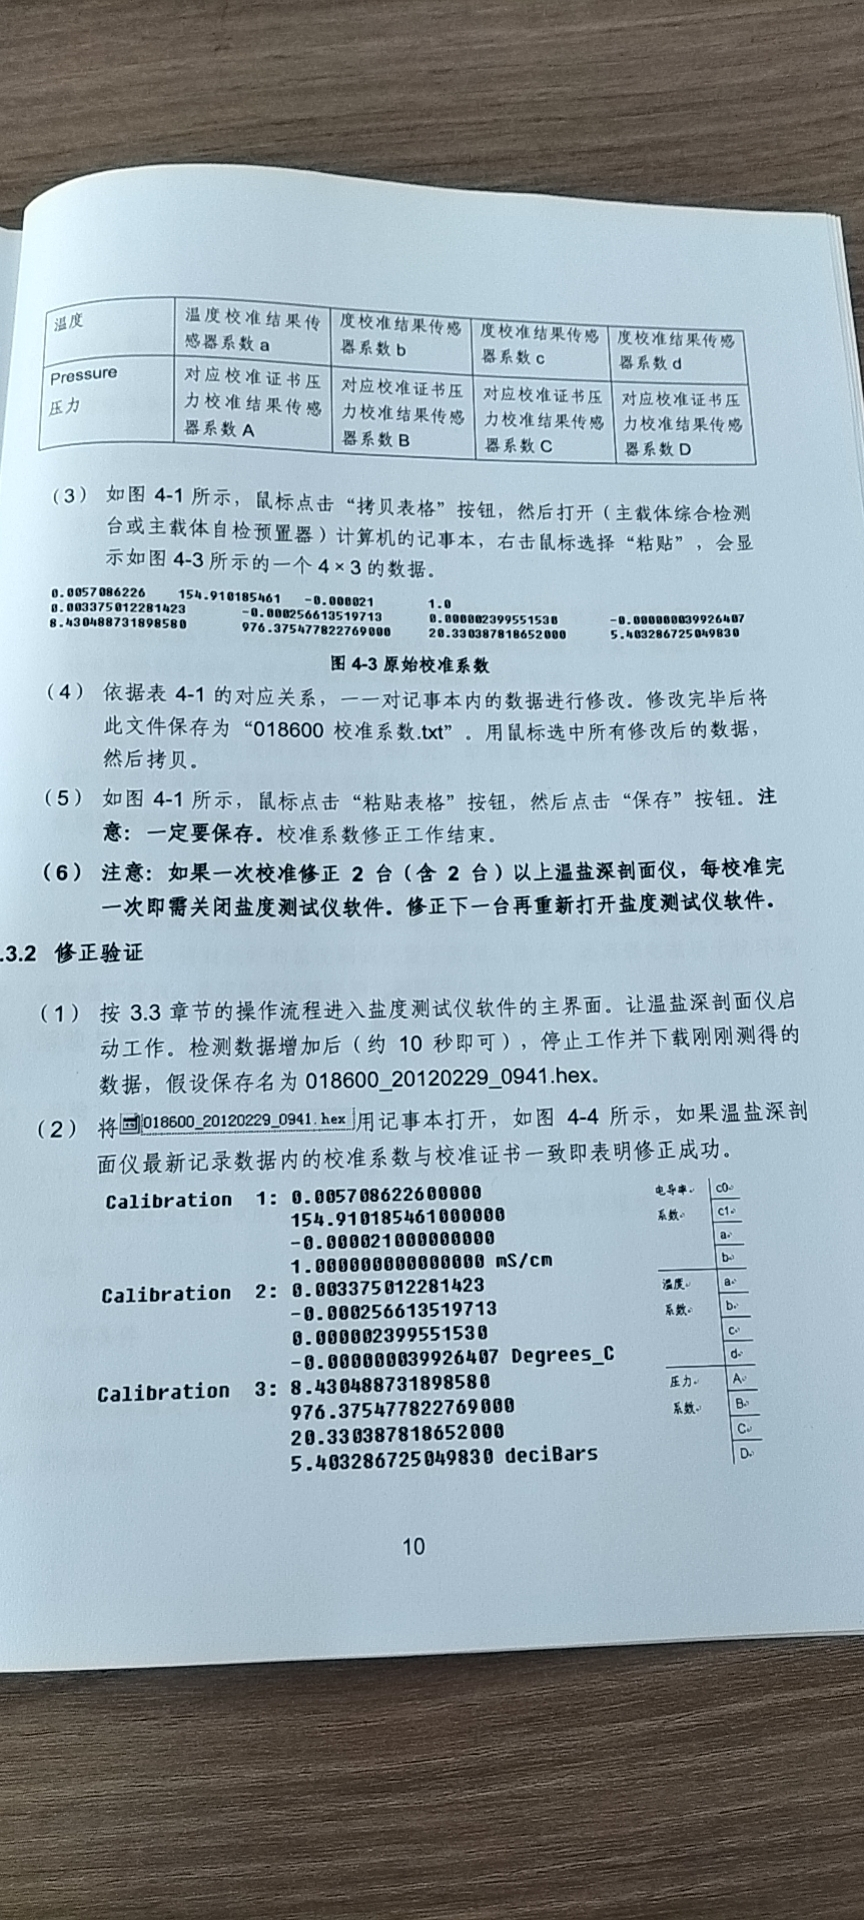 温度 温度校准结果传感器系数 a 度校准结果传感器系数 b 度校准结果传感器系数 c 度校准结果传感器系数 d
Pressure 压力 对应校准证书压力校准结果传感器系数 A 对应校准证书压力校准结果传感器系数 B 对应校准证书压力校准结果传感器系数 C 对应校准证书压力校准结果传感器系数 D
（3） 如图 4-1 所示，鼠标点击“拷贝表格”按钮，然后打开（主载体综合检测
台或主载体自检预置器）计算机的记事本，右击鼠标选择“粘贴”，会显
示如图 4-3 所示的一个 4×3 的数据。
0.0057086226 154.910185461 -0.000021 1.0
0.003375012281423 -0.000256613519713 0.000002399551530 -0.000000039926407
8.430488731898580 976.375477822769000 20.330387818652000 5.403286725049830
图 4-3 原始校准系数
（4） 依据表 4-1 的对应关系，一一对记事本内的数据进行修改。修改完毕后将
此文件保存为“018600 校准系数.txt”。用鼠标选中所有修改后的数据，
然后拷贝。
（5） 如图 4-1 所示，鼠标点击“粘贴表格”按钮，然后点击“保存”按钮。注
意：一定要保存。校准系数修正工作结束。
（6） 注意：如果一次校准修正 2 台（含 2 台）以上温盐深剖面仪，每校准完
一次即需关闭盐度测试仪软件。修正下一台再重新打开盐度测试仪软件。
.3.2 修正验证
（1） 按 3.3 章节的操作流程进入盐度测试仪软件的主界面。让温盐深剖面仪启
动工作。检测数据增加后（约 10 秒即可），停止工作并下载刚刚测得的
数据，假设保存名为 018600_20120229_0941.hex。
（2） 将 018600_20120229_0941.hex 用记事本打开，如图 4-4 所示，如果温盐深剖
面仪最新记录数据内的校准系数与校准证书一致即表明修正成功。
Calibration 1: 0.005708622600000 电导率 c0
154.910185461000000 系数 c1
-0.000021000000000 a
1.000000000000000 mS/cm b
Calibration 2: 0.003375012281423 温度 a
-0.000256613519713 系数 b
0.000002399551530 c
-0.000000039926407 Degrees_C d
Calibration 3: 8.430488731898580 压力 A
976.375477822769000 系数 B
20.330387818652000 C
5.403286725049830 deciBars D
10